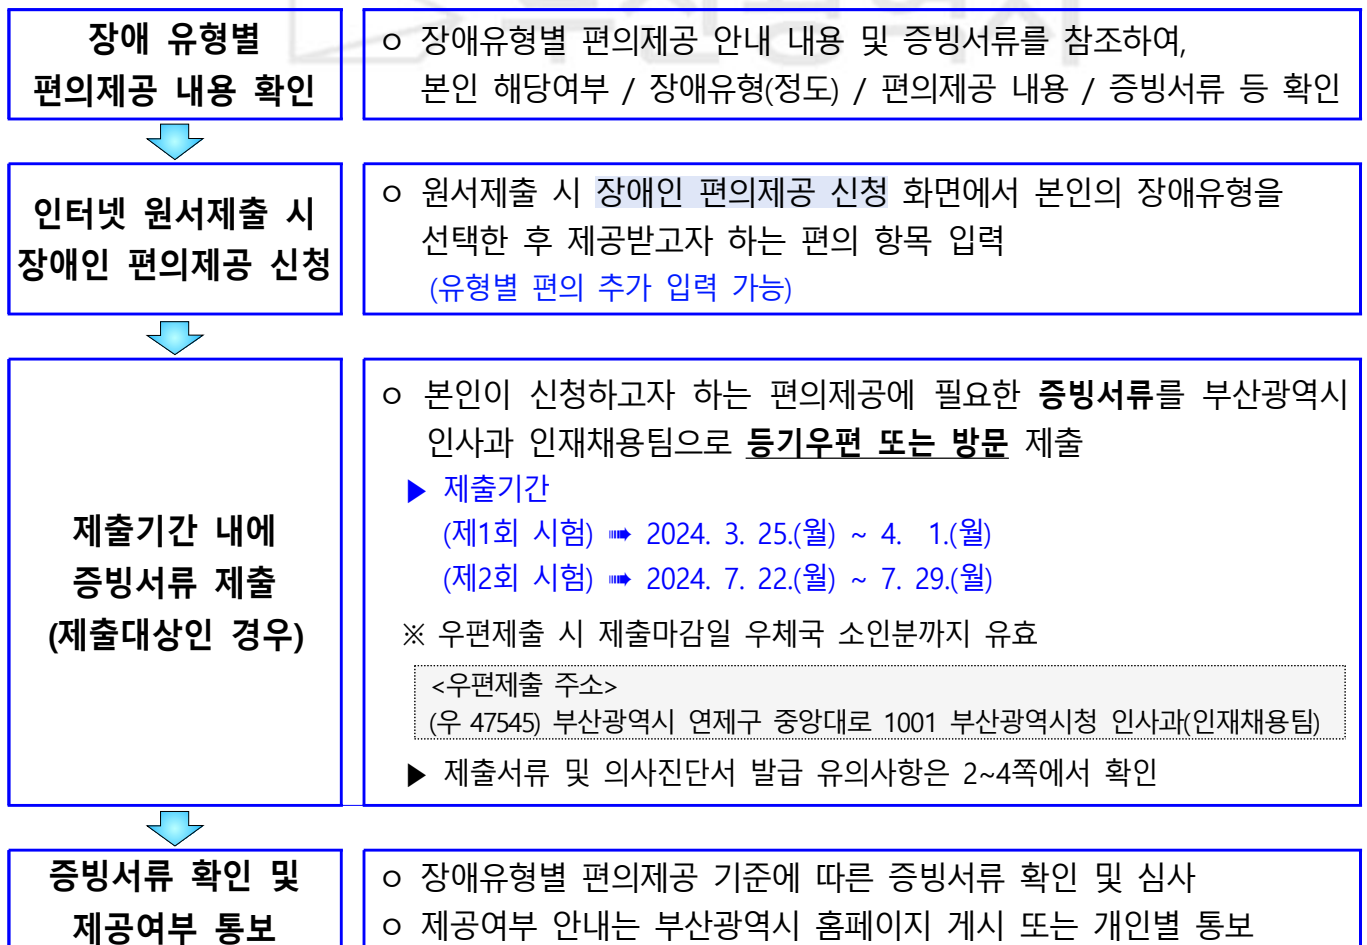 부산광역시
장애 유형별
편의제공 내용 확인
ㅇ 장애유형별 편의제공 안내 내용 및 증빙서류를 참조하여,
본인 해당여부 / 장애유형(정도) / 편의제공 내용 / 증빙서류 등 확인
인터넷 원서제출 시
장애인 편의제공 신청
ㅇ 원서제출 시 장애인 편의제공 신청 화면에서 본인의 장애유형을
선택한 후 제공받고자 하는 편의 항목 입력
(유형별 편의 추가 입력 가능)
제출기간 내에
증빙서류 제출
(제출대상인 경우)
ㅇ 본인이 신청하고자 하는 편의제공에 필요한 증빙서류를 부산광역시
인사과 인재채용팀으로 등기우편 또는 방문 제출
▶ 제출기간
(제1회 시험) ➠ 2024. 3. 25.(월) ~ 4. 1.(월)
(제2회 시험) ➠ 2024. 7. 22.(월) ~ 7. 29.(월)
※ 우편제출 시 제출마감일 우체국 소인분까지 유효
<우편제출 주소>
(우 47545) 부산광역시 연제구 중앙대로 1001 부산광역시청 인사과(인재채용팀)
▶ 제출서류 및 의사진단서 발급 유의사항은 2~4쪽에서 확인
증빙서류 확인 및
제공여부 통보
ㅇ 장애유형별 편의제공 기준에 따른 증빙서류 확인 및 심사
ㅇ 제공여부 안내는 부산광역시 홈페이지 게시 또는 개인별 통보